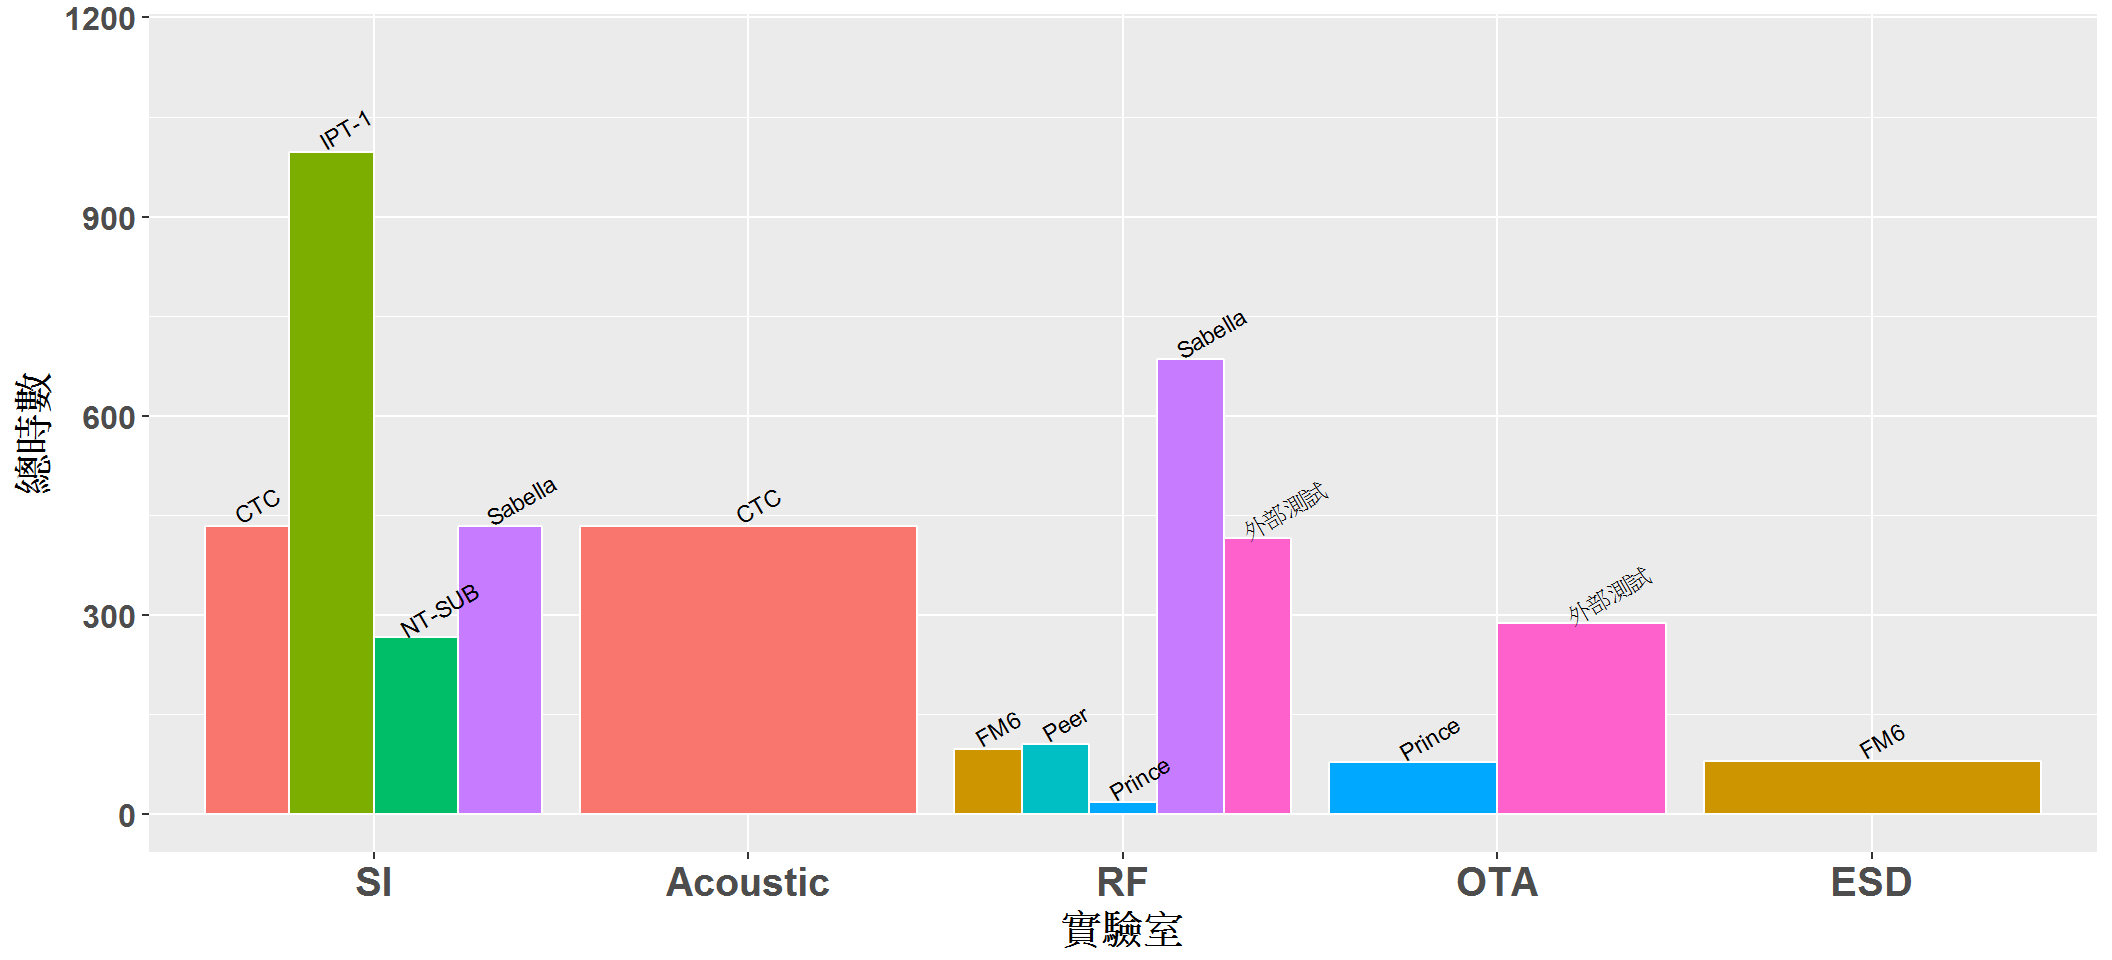 1200
900
600
300
0
總時數
CTC
IPT-1
NT-SUB
Sabella
CTC
FM6
Peer
Prince
Sabella
外部測試
Prince
外部測試
FM6
SI
Acoustic
RF
OTA
ESD
實驗室